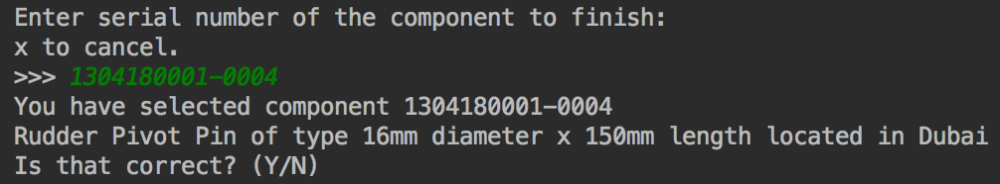 Enter serial number of the component to finish:
x to cancel.
>>> 1304180001-0004
You have selected component 1304180001-0004
Rudder Pivot Pin of type 16mm diameter x 150mm length located in Dubai
Is that correct? (Y/N)